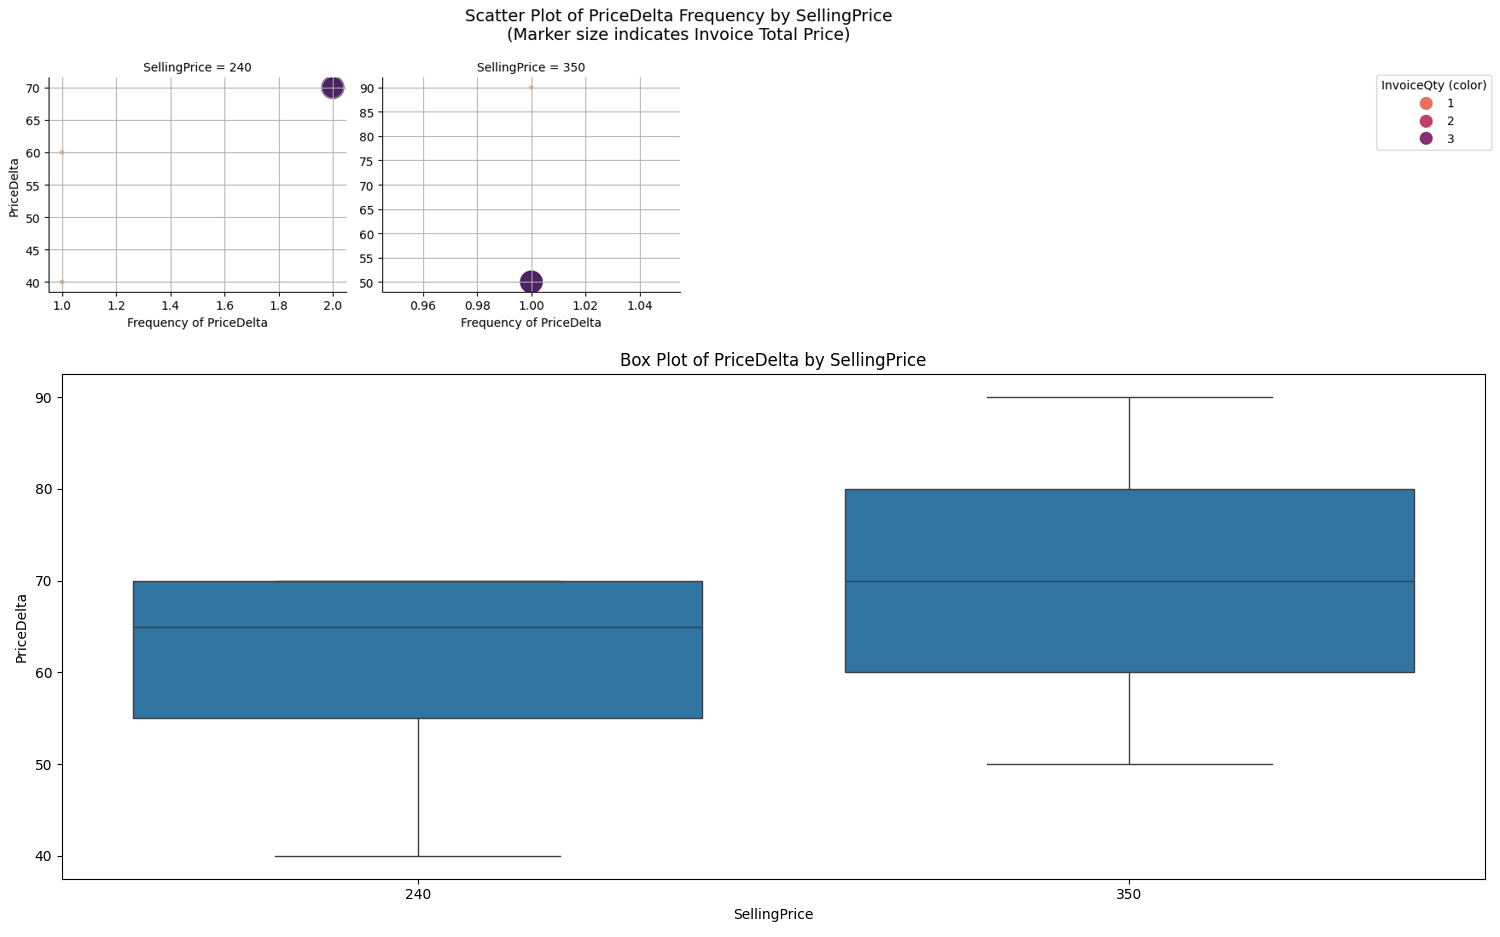 Scatter Plot of PriceDelta Frequency by SellingPrice
(Marker size indicates Invoice Total Price)
SellingPrice = 240
70
65
60
55
50
45
40
PriceDelta
1.0 1.2 1.4 1.6 1.8 2.0
Frequency of PriceDelta
SellingPrice = 350
90
85
80
75
70
65
60
55
50
0.96 0.98 1.00 1.02 1.04
Frequency of PriceDelta
InvoiceQty (color)
1
2
3
Box Plot of PriceDelta by SellingPrice
90
80
70
60
50
40
PriceDelta
240 350
SellingPrice